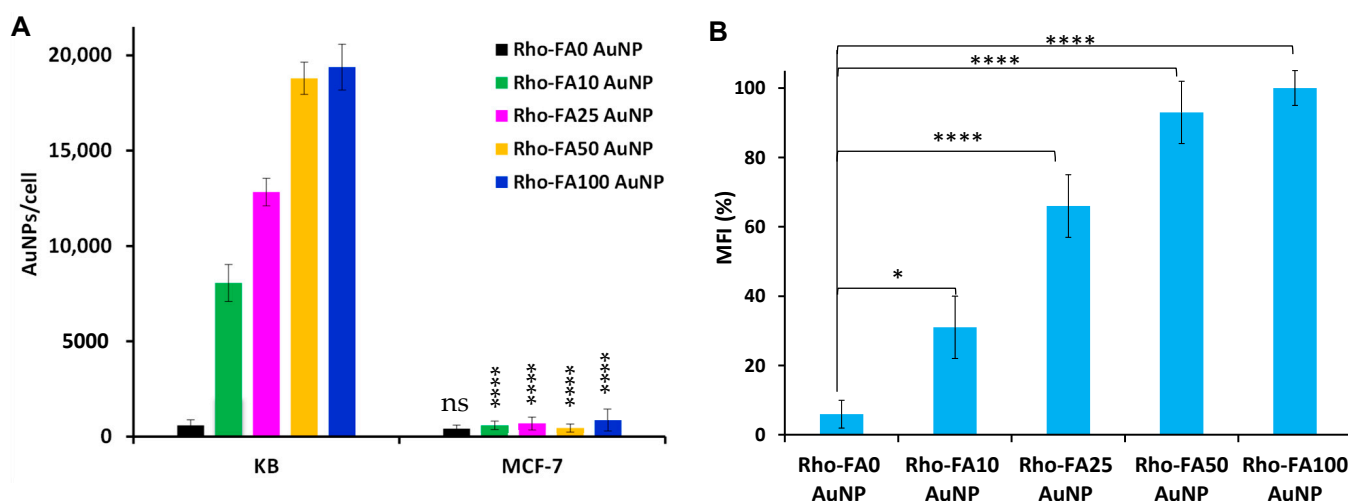 A
AuNPs/cell
20,000
15,000
10,000
5000
0
Rho-FA0 AuNP
Rho-FA10 AuNP
Rho-FA25 AuNP
Rho-FA50 AuNP
Rho-FA100 AuNP
ns
****
****
****
****
KB
MCF-7
B
MFI (%)
100
80
60
40
20
0
****
****
****
*
Rho-FA0
AuNP
Rho-FA10
AuNP
Rho-FA25
AuNP
Rho-FA50
AuNP
Rho-FA100
AuNP